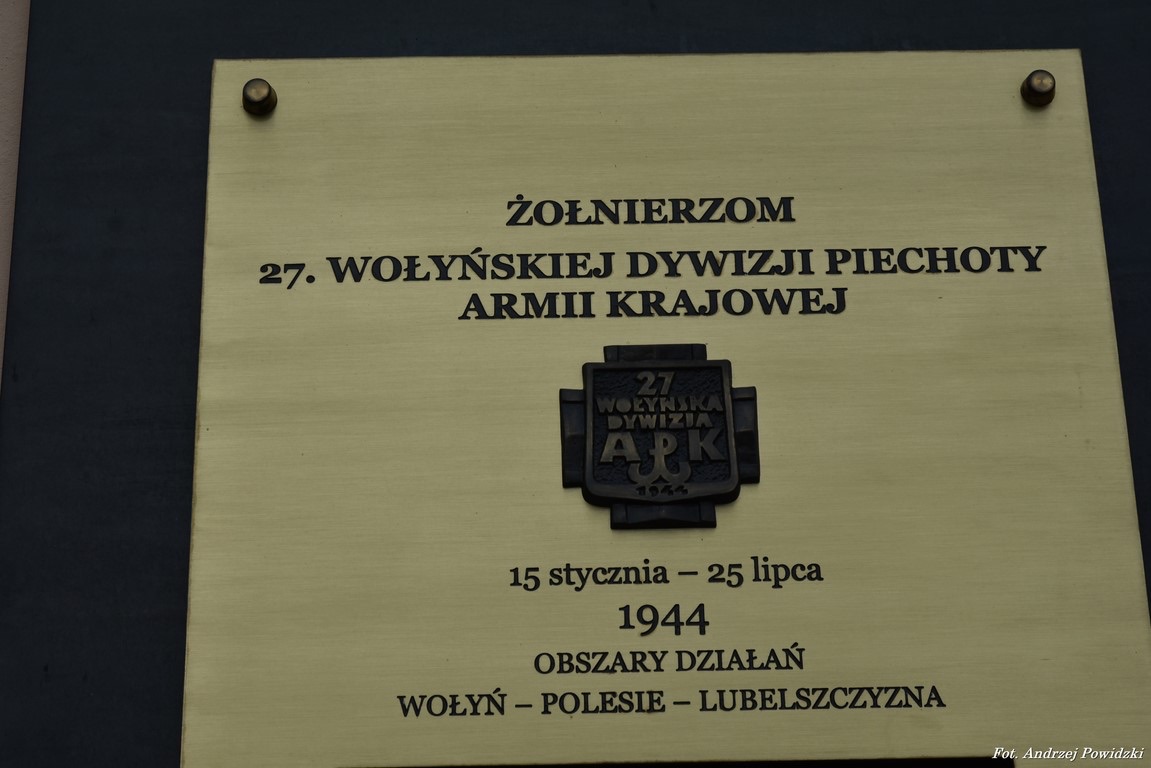 ŻOŁNIERZOM
27. WOŁYŃSKIEJ DYWIZJI PIECHOTY
ARMII KRAJOWEJ
27
WOŁYŃSKA
DYWIZJA
A K
1944
15 stycznia – 25 lipca
1944
OBSZARY DZIAŁAŃ
WOŁYŃ – POLESIE – LUBELSZCZYZNA
Fot. Andrzej Powidzki